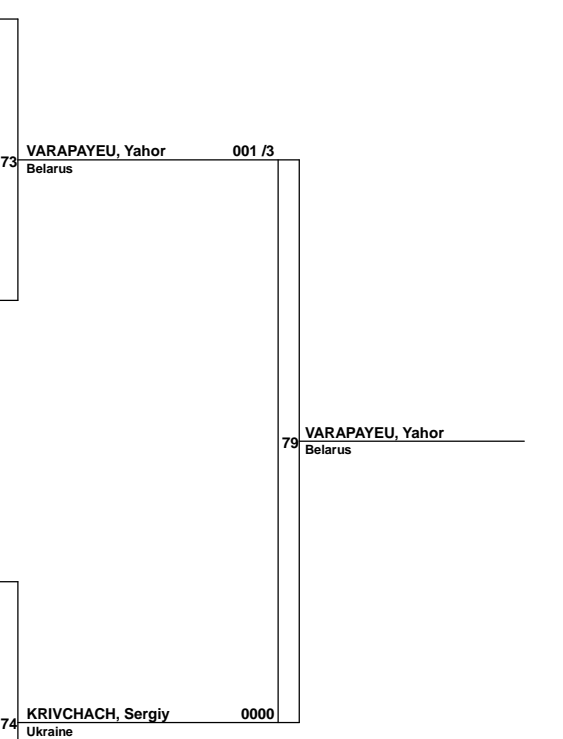 VARAPAYEU, Yahor 001 /3
73
Belarus
VARAPAYEU, Yahor
79
Belarus
KRIVCHACH, Sergiy 0000
74
Ukraine